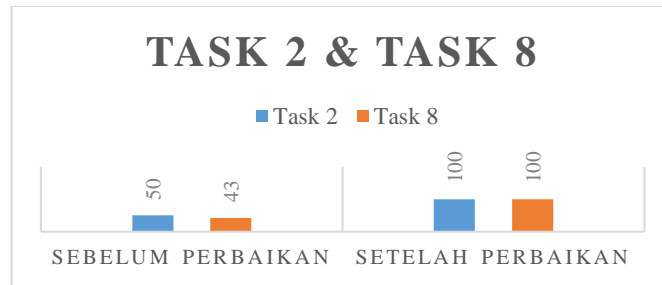 TASK 2 & TASK 8
Task 2 Task 8
50 43 100 100
SEBELUM PERBAIKAN SETELAH PERBAIKAN